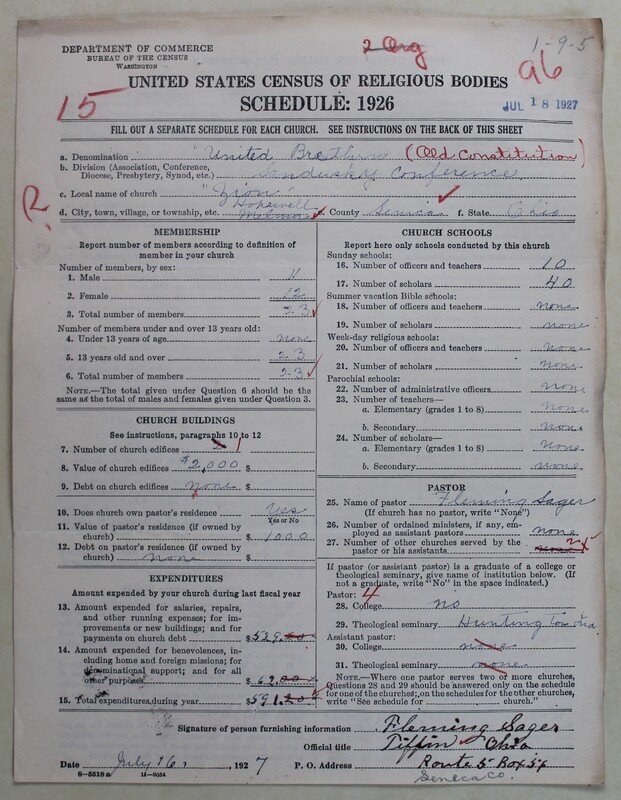 DEPARTMENT OF COMMERCE
BUREAU OF THE CENSUS
WASHINGTON
2 Org
1-9-5
96
15
UNITED STATES CENSUS OF RELIGIOUS BODIES
SCHEDULE: 1926
JUL 18 1927
FILL OUT A SEPARATE SCHEDULE FOR EACH CHURCH. SEE INSTRUCTIONS ON THE BACK OF THIS SHEET
a. Denomination "United Brethren (Old Constitution)
b. Division (Association, Conference, Diocese, Presbytery, Synod, etc.) Sandusky Conference
c. Local name of church "Zion"
R
Hopewell
d. City, town, village, or township, etc. e. County Seneca f. State Ohio
MEMBERSHIP
Report number of members according to definition of
member in your church
Number of members, by sex:
1. Male 11
2. Female 12
3. Total number of members 23
Number of members under and over 13 years old:
4. Under 13 years of age none
5. 13 years old and over 23
6. Total number of members 23
NOTE.—The total given under Question 6 should be
same as the total of males and females given under Question 3.
CHURCH BUILDINGS
See instructions, paragraphs 10 to 12
7. Number of church edifices 1
8. Value of church edifices $2,000 $
9. Debt on church edifices none $
10. Does church own pastor's residence? Yes
Yes or No
11. Value of pastor's residence (if owned by
church) $ 1000
12. Debt on pastor's residence (if owned by
church) none $
EXPENDITURES
Amount expended by your church during last fiscal year
13. Amount expended for salaries, repairs,
and other running expenses; for im-
provements or new buildings; and for
payments on church debt $529.
14. Amount expended for benevolences, in-
cluding home and foreign missions; for
denominational support; and for all
other purposes $ 62.00
15. Total expenditures during year $591.20
CHURCH SCHOOLS
Report here only schools conducted by this church
Sunday schools:
16. Number of officers and teachers 10
17. Number of scholars 40
Summer vacation Bible schools:
18. Number of officers and teachers none
19. Number of scholars none
Week-day religious schools:
20. Number of officers and teachers none
21. Number of scholars none
Parochial schools:
22. Number of administrative officers none
23. Number of teachers—
a. Elementary (grades 1 to 8) none
b. Secondary none
24. Number of scholars—
a. Elementary (grades 1 to 8) none
b. Secondary none
PASTOR
25. Name of pastor Fleming Sager
(If church has no pastor, write "None")
26. Number of ordained ministers, if any, em-
ployed as assistant pastors none
27. Number of other churches served by the
pastor or his assistants
If pastor (or assistant pastor) is a graduate of a college or
theological seminary, give name of institution below. (If
not a graduate, write "No" in the space indicated.)
Pastor: 4
28. College no
29. Theological seminary Huntington Ind
Assistant pastor:
30. College none
31. Theological seminary none
NOTE.—Where one pastor serves two or more churches,
Questions 28 and 29 should be answered only on the schedule
for one of the churches; on the schedules for the other churches,
write "See schedule for church."
Signature of person furnishing information Fleming Sager
Official title Tiffin Ohio
Date July 16, 1927 P. O. Address Route 5 Box 54
8-5518a 11-9054
Seneca Co.